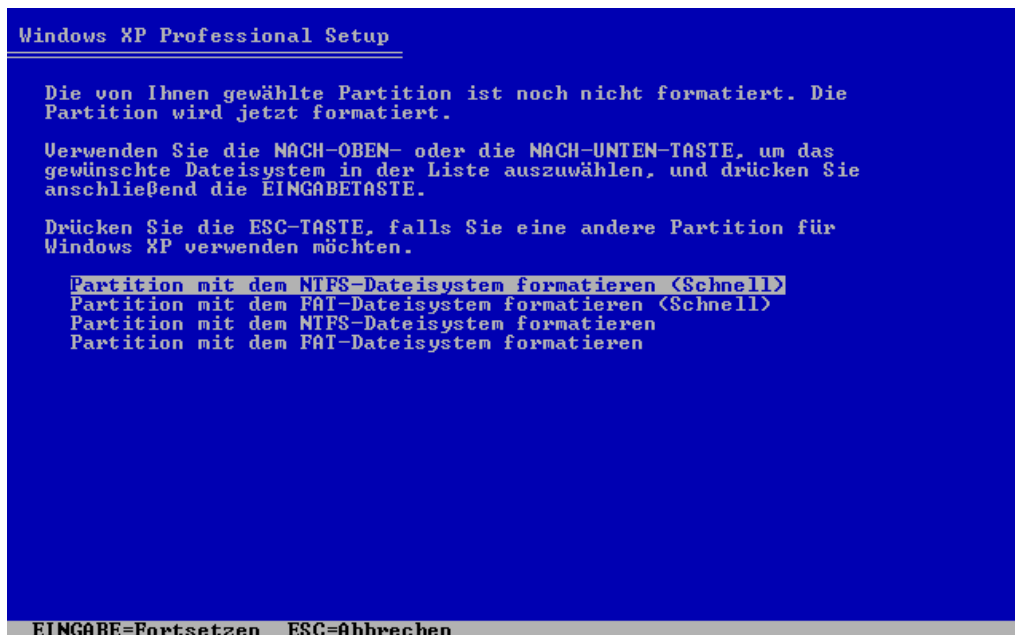 Windows XP Professional Setup
Die von Ihnen gewählte Partition ist noch nicht formatiert. Die
Partition wird jetzt formatiert.
Verwenden Sie die NACH-OBEN- oder die NACH-UNTEN-TASTE, um das
gewünschte Dateisystem in der Liste auszuwählen, und drücken Sie
anschließend die EINGABETASTE.
Drücken Sie die ESC-TASTE, falls Sie eine andere Partition für
Windows XP verwenden möchten.
Partition mit dem NTFS-Dateisystem formatieren (Schnell)
Partition mit dem FAT-Dateisystem formatieren (Schnell)
Partition mit dem NTFS-Dateisystem formatieren
Partition mit dem FAT-Dateisystem formatieren
EINGABE=Fortsetzen ESC=Abbrechen